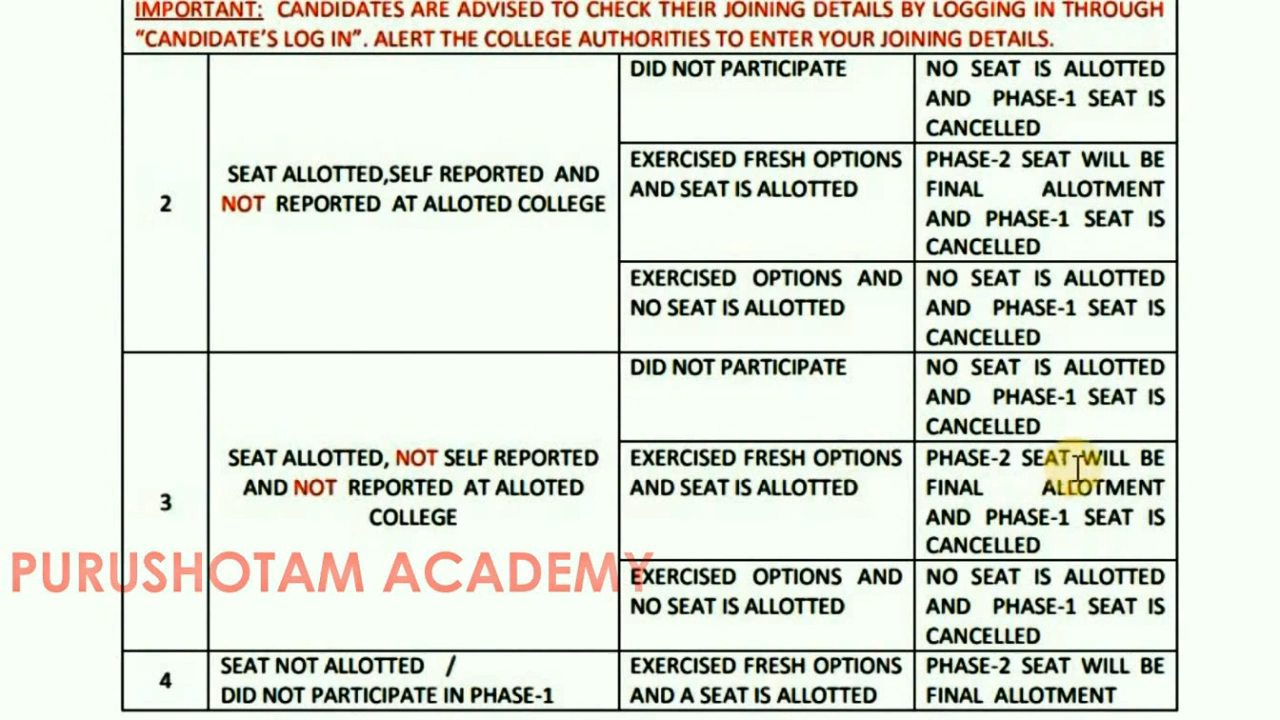 IMPORTANT: CANDIDATES ARE ADVISED TO CHECK THEIR JOINING DETAILS BY LOGGING IN THROUGH
“CANDIDATE’S LOG IN”. ALERT THE COLLEGE AUTHORITIES TO ENTER YOUR JOINING DETAILS.
2
SEAT ALLOTTED,SELF REPORTED AND
NOT REPORTED AT ALLOTED COLLEGE
DID NOT PARTICIPATE
NO SEAT IS ALLOTTED
AND PHASE-1 SEAT IS
CANCELLED
EXERCISED FRESH OPTIONS
AND SEAT IS ALLOTTED
PHASE-2 SEAT WILL BE
FINAL ALLOTMENT
AND PHASE-1 SEAT IS
CANCELLED
EXERCISED OPTIONS AND
NO SEAT IS ALLOTTED
NO SEAT IS ALLOTTED
AND PHASE-1 SEAT IS
CANCELLED
3
SEAT ALLOTTED, NOT SELF REPORTED
AND NOT REPORTED AT ALLOTED
COLLEGE
DID NOT PARTICIPATE
NO SEAT IS ALLOTTED
AND PHASE-1 SEAT IS
CANCELLED
EXERCISED FRESH OPTIONS
AND SEAT IS ALLOTTED
PHASE-2 SEAT WILL BE
FINAL ALLOTMENT
AND PHASE-1 SEAT IS
CANCELLED
PURUSHOTAM ACADEMY
EXERCISED OPTIONS AND
NO SEAT IS ALLOTTED
NO SEAT IS ALLOTTED
AND PHASE-1 SEAT IS
CANCELLED
4
SEAT NOT ALLOTTED /
DID NOT PARTICIPATE IN PHASE-1
EXERCISED FRESH OPTIONS
AND A SEAT IS ALLOTTED
PHASE-2 SEAT WILL BE
FINAL ALLOTMENT